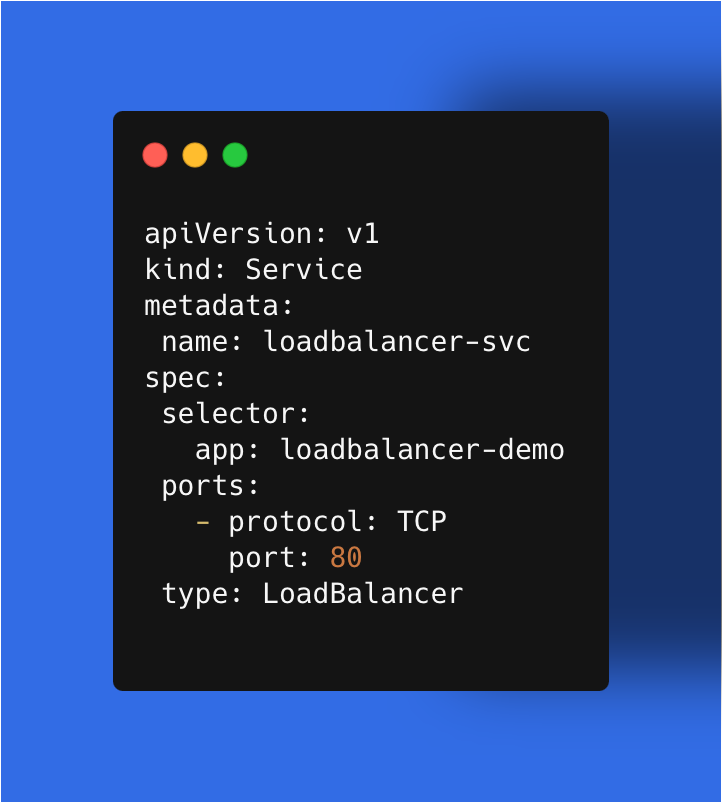 apiVersion: v1
kind: Service
metadata:
 name: loadbalancer-svc
spec:
 selector:
   app: loadbalancer-demo
 ports:
   - protocol: TCP
     port: 80
 type: LoadBalancer